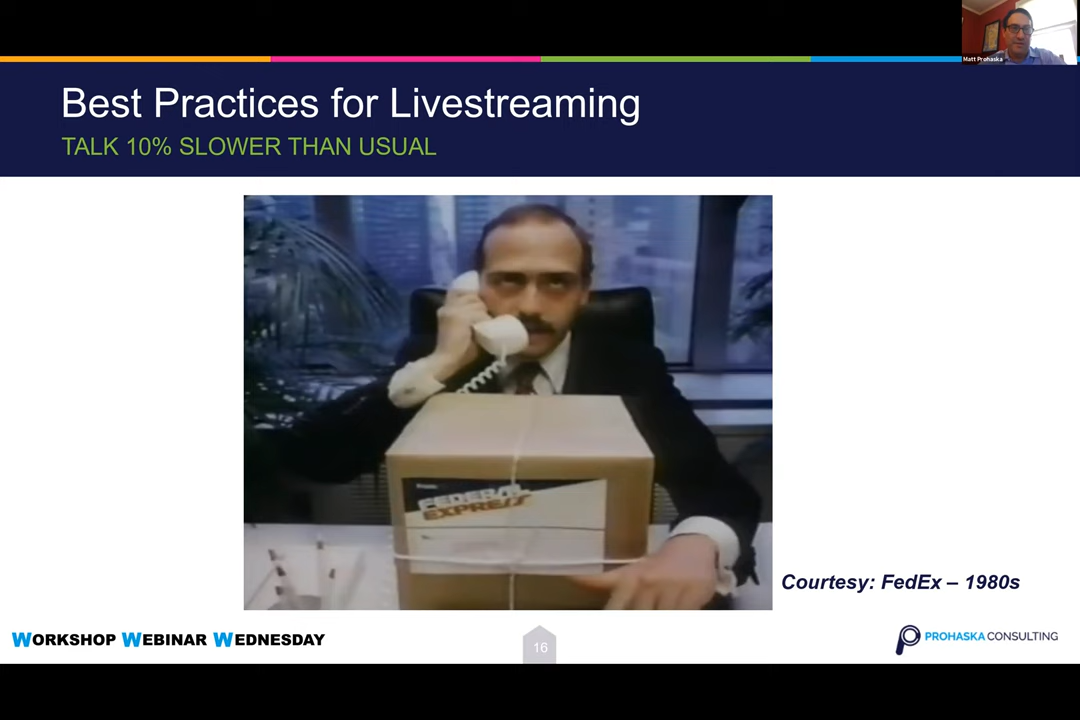 Matt Prohaska
Best Practices for Livestreaming
TALK 10% SLOWER THAN USUAL
FEDERAL
EXPRESS
Courtesy: FedEx – 1980s
WORKSHOP WEBINAR WEDNESDAY
16
PROHASKA CONSULTING